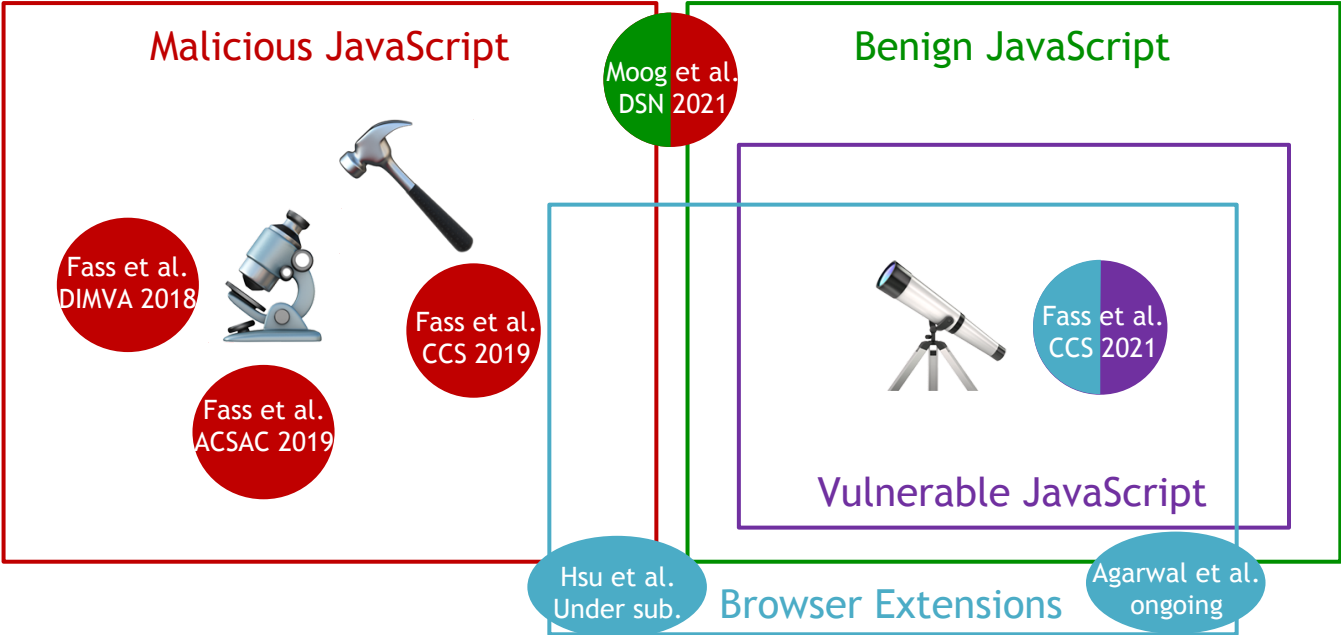 Malicious JavaScript
Moog et al.
DSN 2021
Benign JavaScript
Fass et al.
DIMVA 2018
Fass et al.
CCS 2019
Fass et al.
ACSAC 2019
Fass et al.
CCS 2021
Vulnerable JavaScript
Hsu et al.
Under sub.
Browser Extensions
Agarwal et al.
ongoing